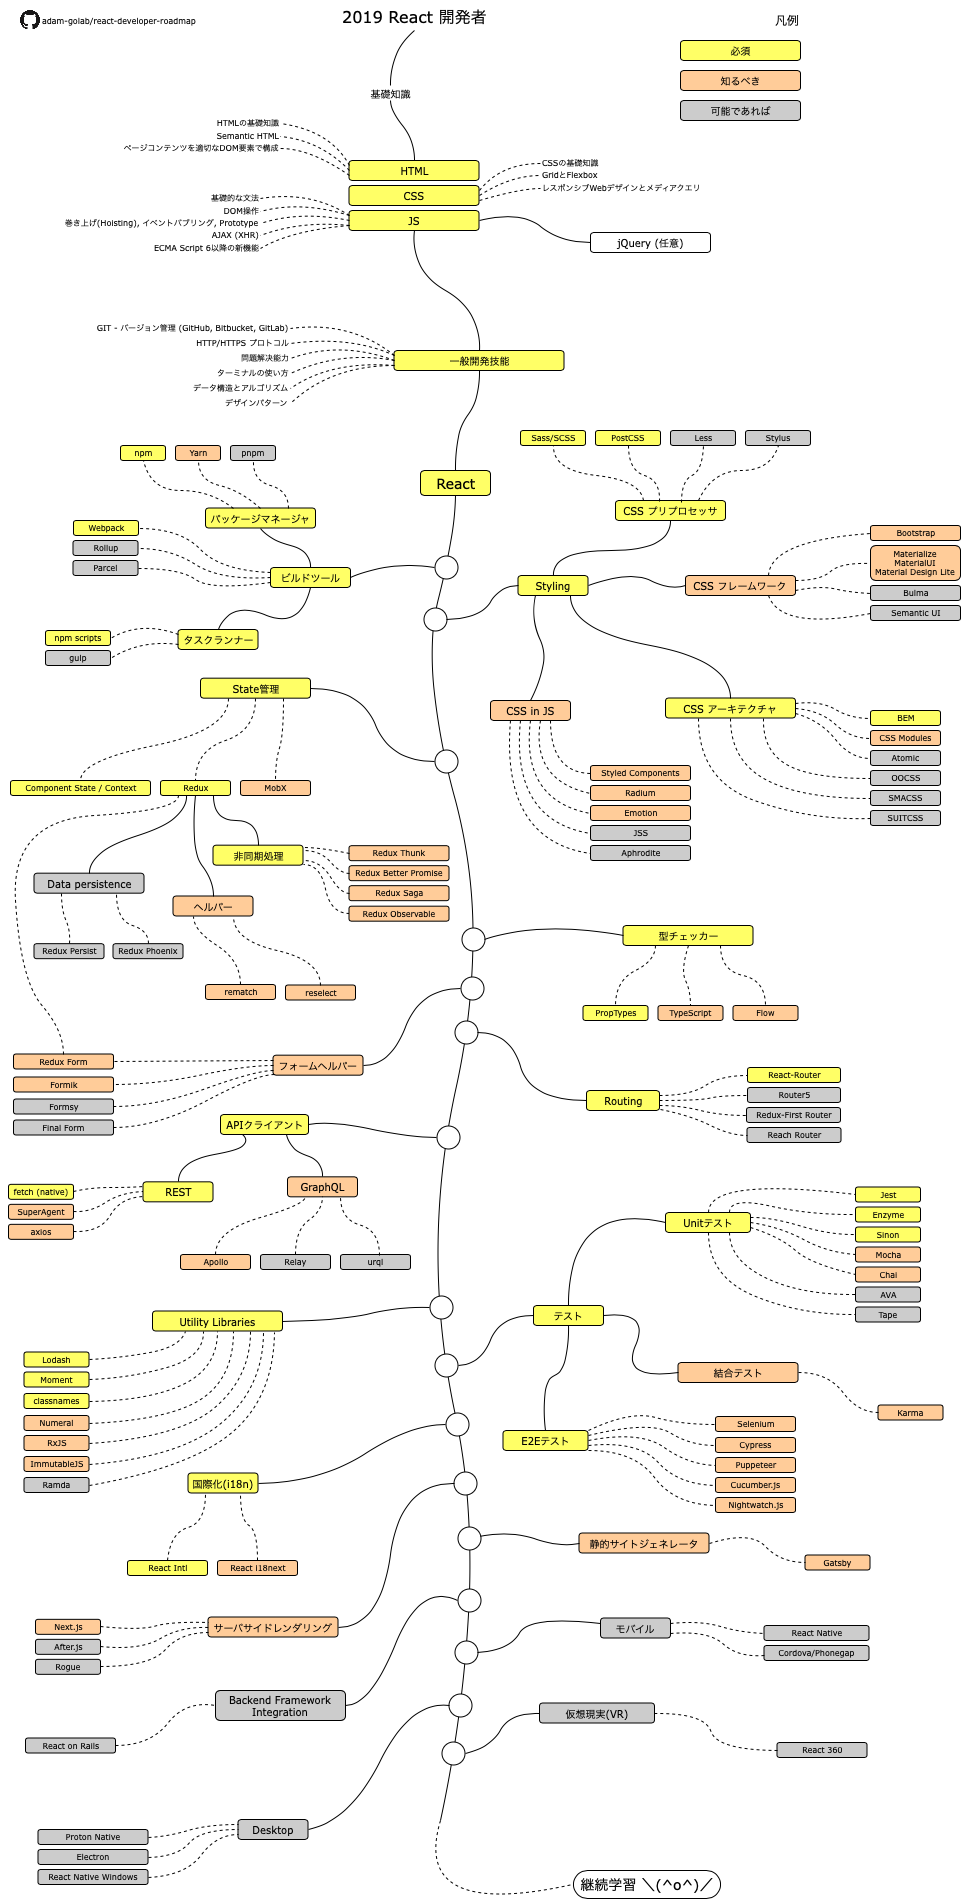 adam-golab/react-developer-roadmap
2019 React 開発者
凡例
必須
知るべき
可能であれば
基礎知識
HTMLの基礎知識
Semantic HTML
ページコンテンツを適切なDOM要素で構成
HTML
CSSの基礎知識
GridとFlexbox
レスポンシブWebデザインとメディアクエリ
CSS
基礎的な文法
DOM操作
巻き上げ(Hoisting), イベントバブリング, Prototype
AJAX (XHR)
ECMA Script 6以降の新機能
JS
jQuery (任意)
GIT - バージョン管理 (GitHub, Bitbucket, GitLab)
HTTP/HTTPS プロトコル
問題解決能力
ターミナルの使い方
データ構造とアルゴリズム
デザインパターン
一般開発技能
React
npm
Yarn
pnpm
パッケージマネージャ
Webpack
Rollup
Parcel
ビルドツール
npm scripts
gulp
タスクランナー
Sass/SCSS
PostCSS
Less
Stylus
CSS プリプロセッサ
Styling
CSS フレームワーク
Bootstrap
Materialize
MaterialUI
Material Design Lite
Bulma
Semantic UI
CSS in JS
Styled Components
Radium
Emotion
JSS
Aphrodite
CSS アーキテクチャ
BEM
CSS Modules
Atomic
OOCSS
SMACSS
SUITCSS
State管理
Component State / Context
Redux
MobX
非同期処理
Redux Thunk
Redux Better Promise
Redux Saga
Redux Observable
Data persistence
Redux Persist
Redux Phoenix
ヘルパー
rematch
reselect
型チェッカー
PropTypes
TypeScript
Flow
フォームヘルパー
Redux Form
Formik
Formsy
Final Form
Routing
React-Router
Router5
Redux-First Router
Reach Router
APIクライアント
REST
fetch (native)
SuperAgent
axios
GraphQL
Apollo
Relay
urql
テスト
Unitテスト
Jest
Enzyme
Sinon
Mocha
Chai
AVA
Tape
結合テスト
Karma
E2Eテスト
Selenium
Cypress
Puppeteer
Cucumber.js
Nightwatch.js
Utility Libraries
Lodash
Moment
classnames
Numeral
RxJS
ImmutableJS
Ramda
国際化(i18n)
React Intl
React i18next
静的サイトジェネレータ
Gatsby
サーバサイドレンダリング
Next.js
After.js
Rogue
モバイル
React Native
Cordova/Phonegap
Backend Framework
Integration
React on Rails
仮想現実(VR)
React 360
Desktop
Proton Native
Electron
React Native Windows
継続学習 ＼(^o^)／